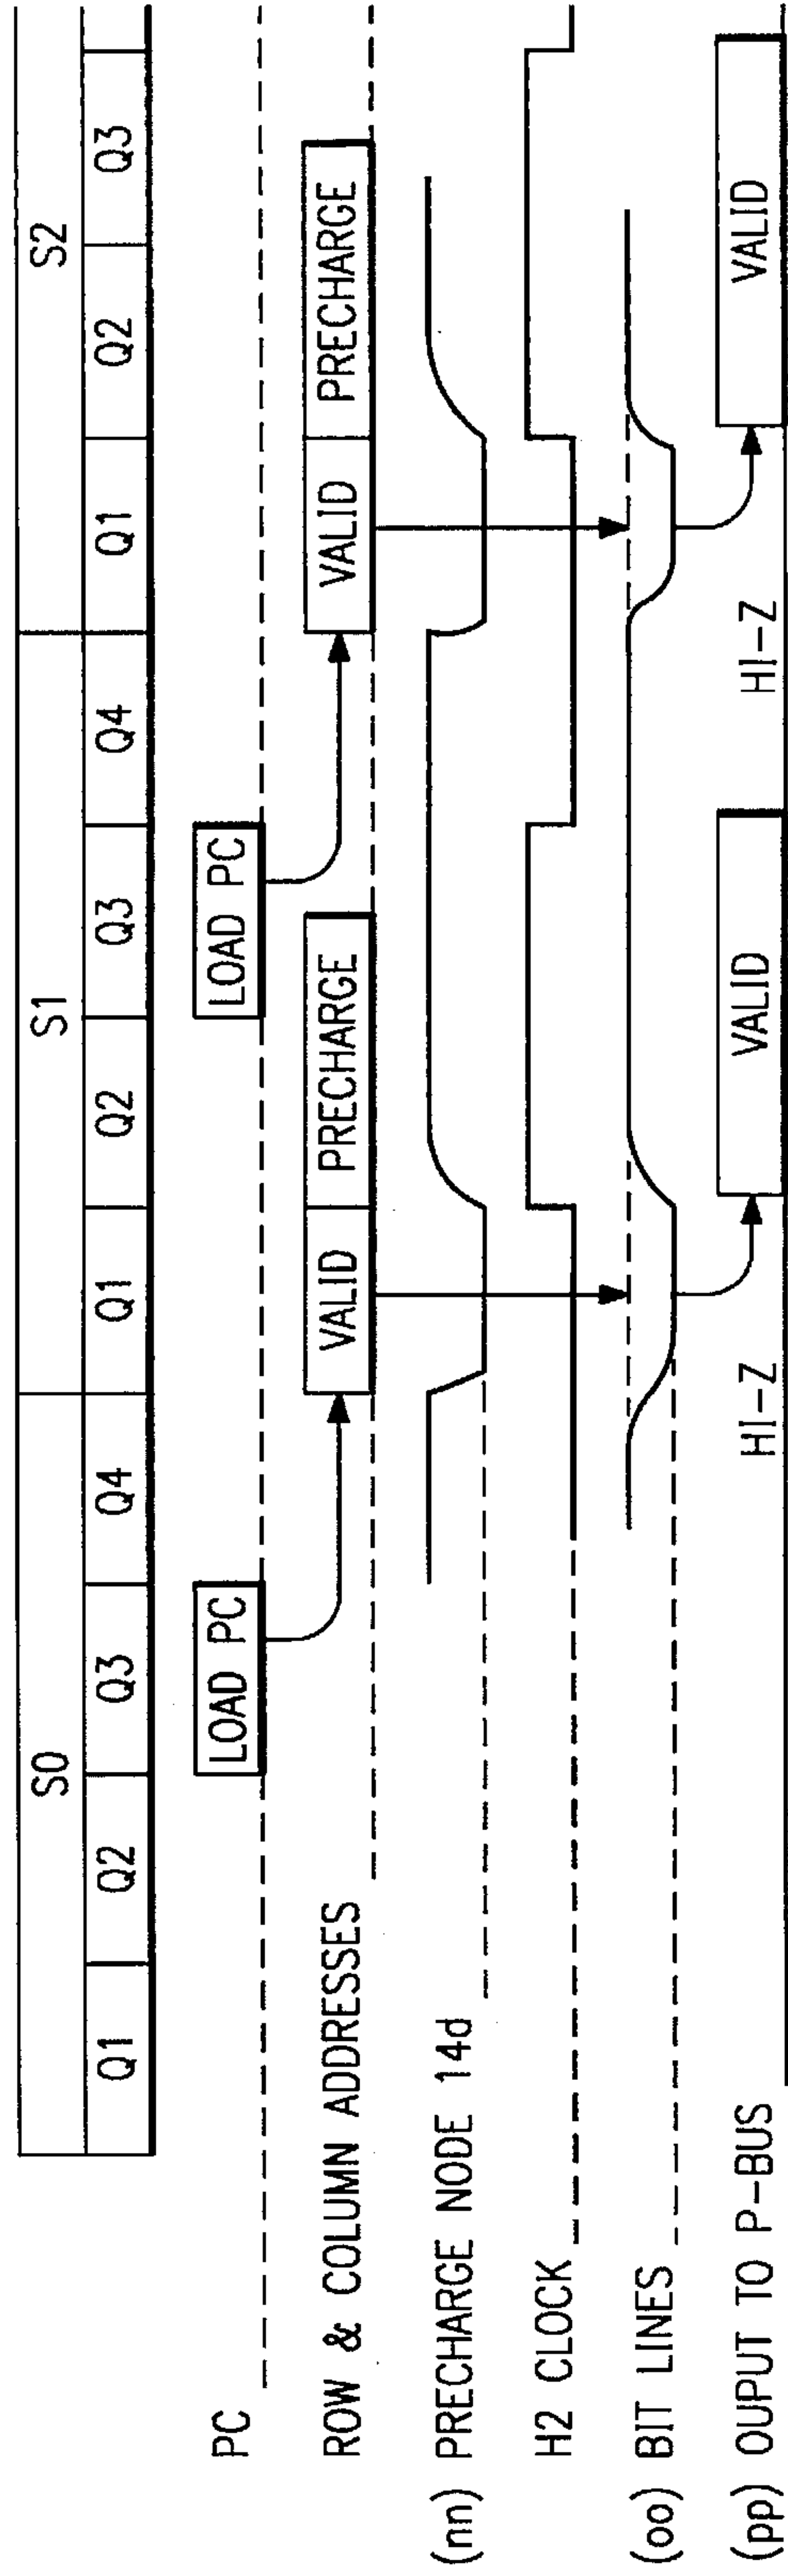 S0 S1 S2
Q1 Q2 Q3 Q4 Q1 Q2 Q3 Q4 Q1 Q2 Q3
PC LOAD PC LOAD PC
ROW & COLUMN ADDRESSES VALID PRECHARGE VALID PRECHARGE
(nn) PRECHARGE NODE 14d
H2 CLOCK
(oo) BIT LINES
(pp) OUPUT TO P-BUS HI-Z VALID HI-Z VALID